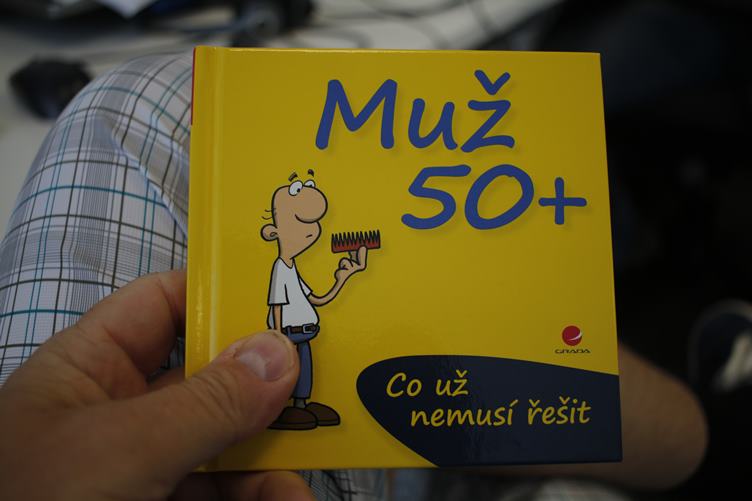 Muž
50+
GRADA
Co už
nemusí řešit